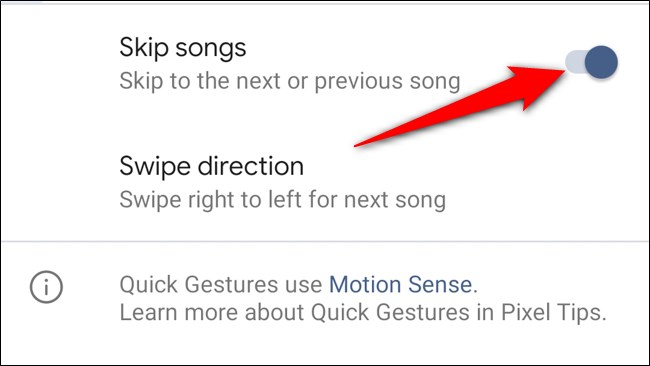 Skip songs
Skip to the next or previous song
Swipe direction
Swipe right to left for next song
Quick Gestures use Motion Sense.
Learn more about Quick Gestures in Pixel Tips.